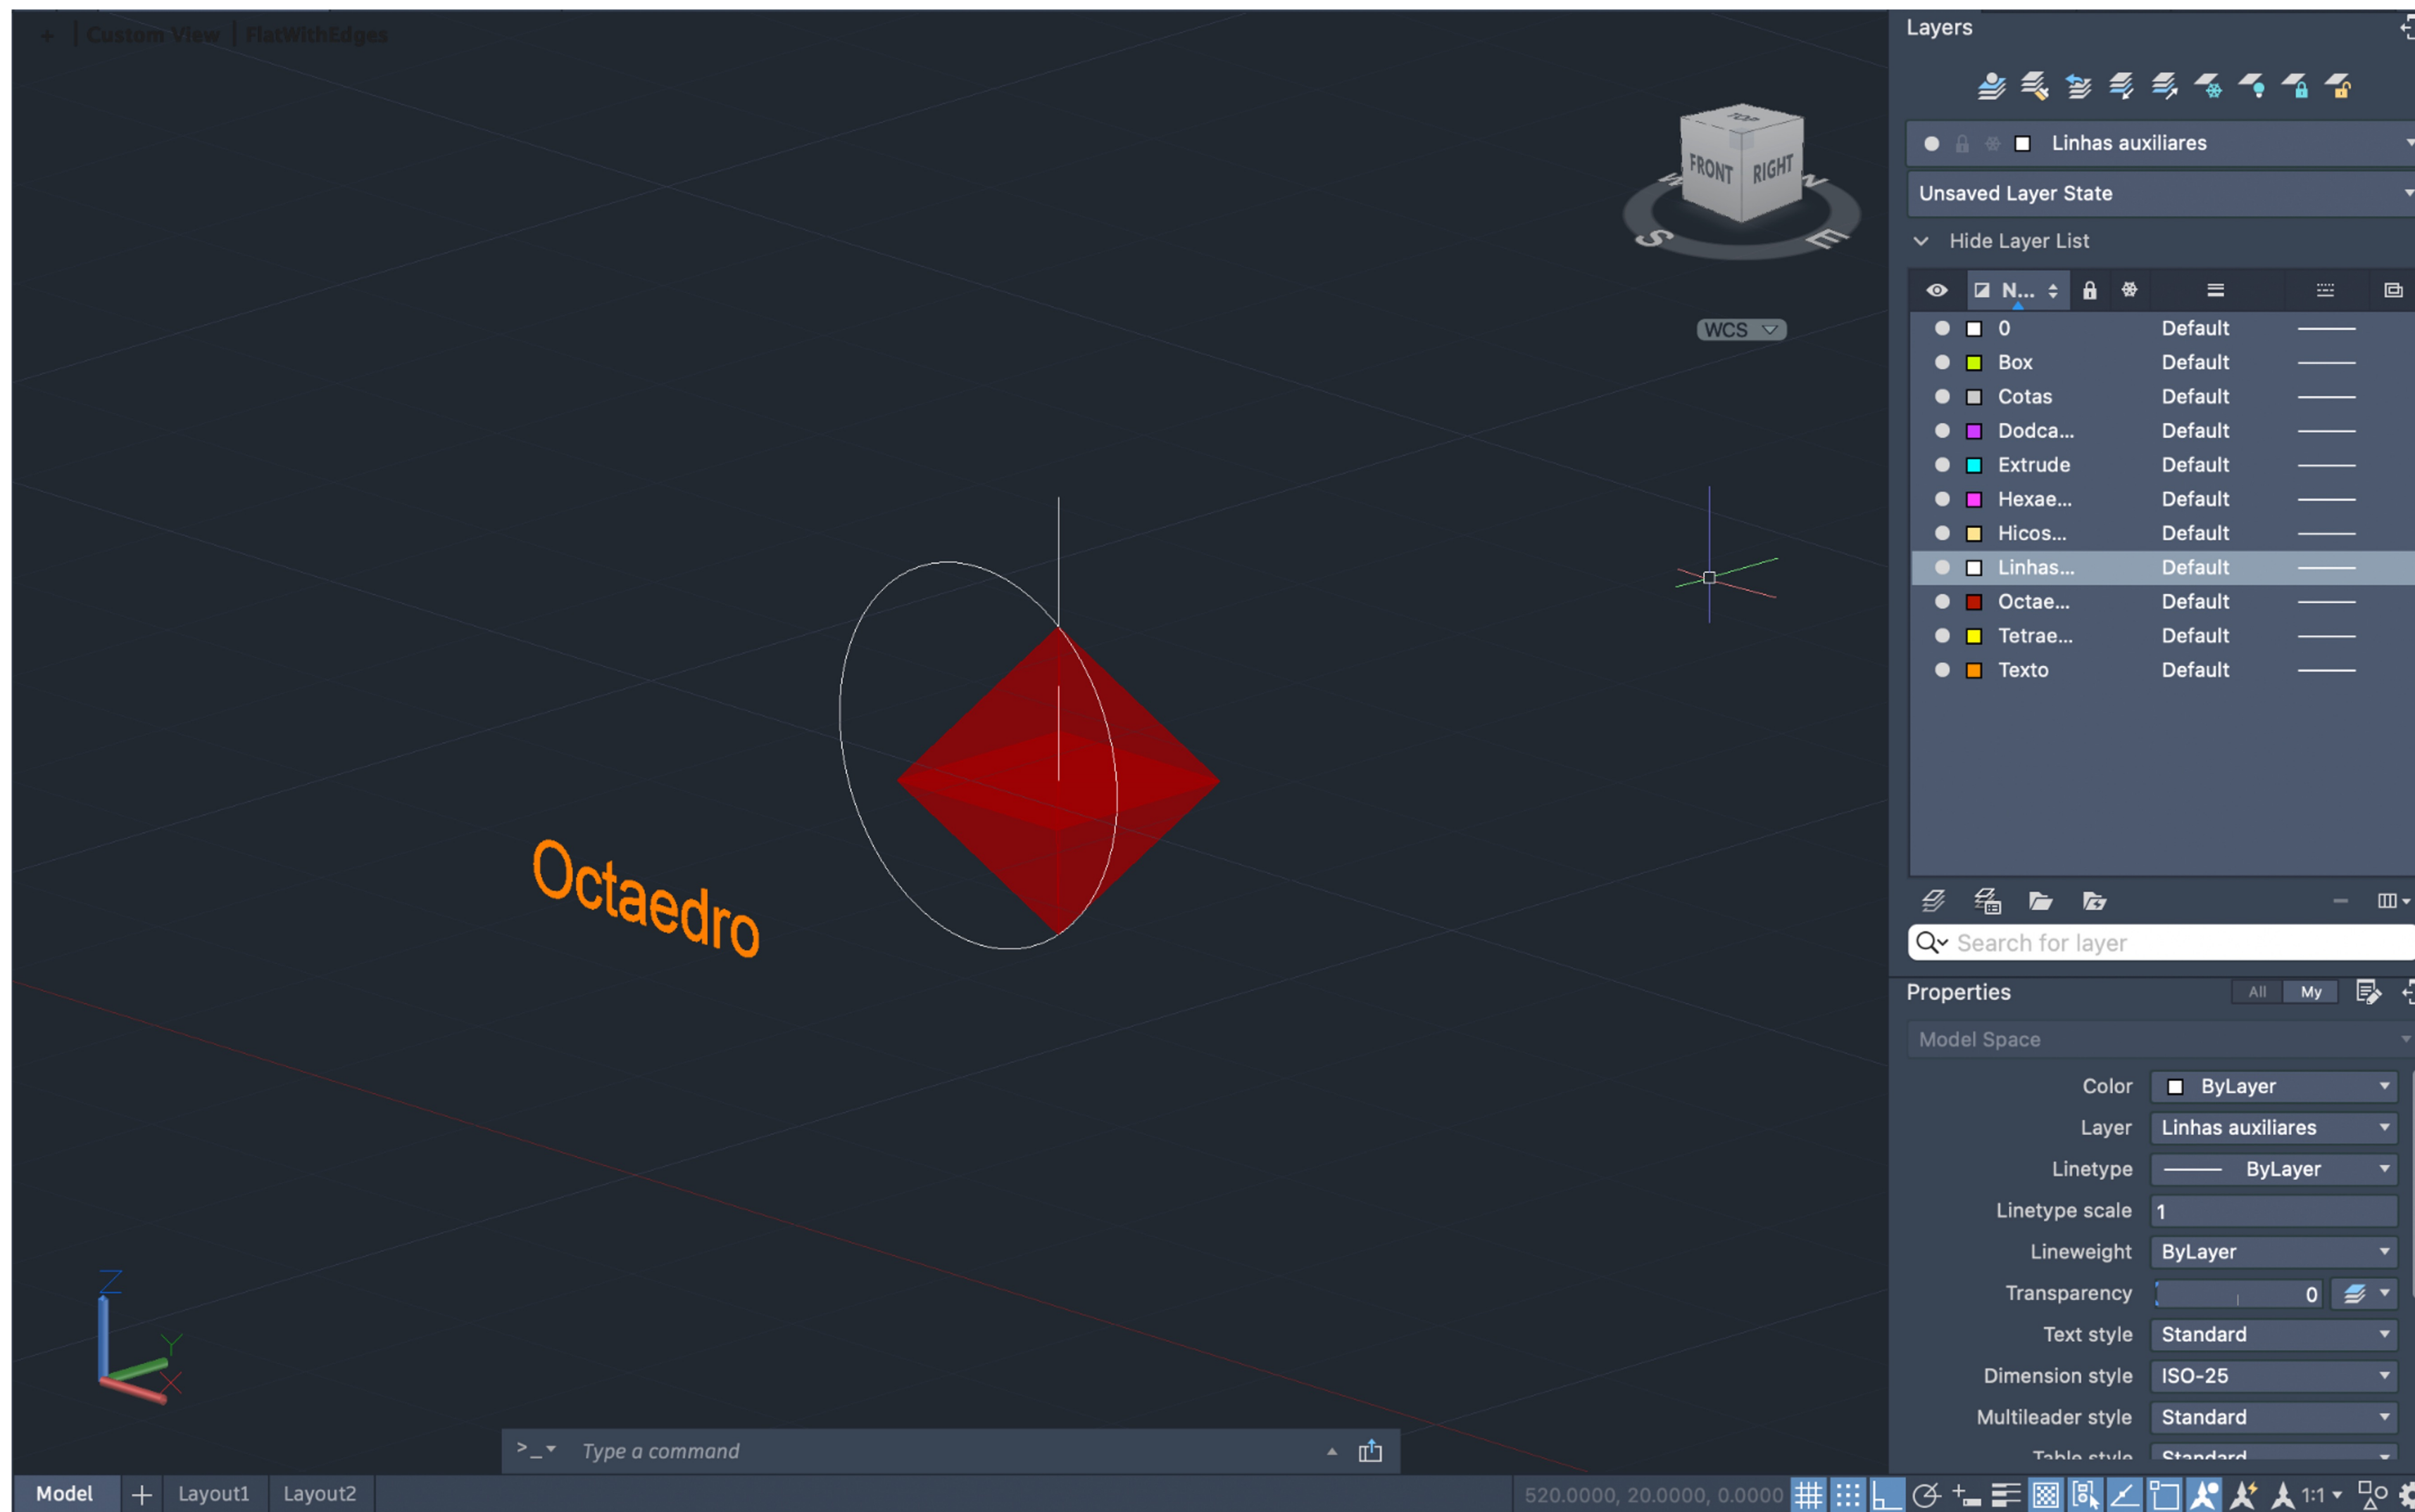 + | Custom View | FlatWithEdges
TOP
FRONT RIGHT
W N
S E
WCS
Octaedro
Z
Y
X
>_ Type a command
Model + Layout1 Layout2
520.0000, 20.0000, 0.0000
1:1
Layers
Linhas auxiliares
Unsaved Layer State
Hide Layer List
N...
0 Default
Box Default
Cotas Default
Dodca... Default
Extrude Default
Hexae... Default
Hicos... Default
Linhas... Default
Octae... Default
Tetrae... Default
Texto Default
Search for layer
Properties All My
Model Space
Color ByLayer
Layer Linhas auxiliares
Linetype ByLayer
Linetype scale 1
Lineweight ByLayer
Transparency 0
Text style Standard
Dimension style ISO-25
Multileader style Standard
Table style Standard